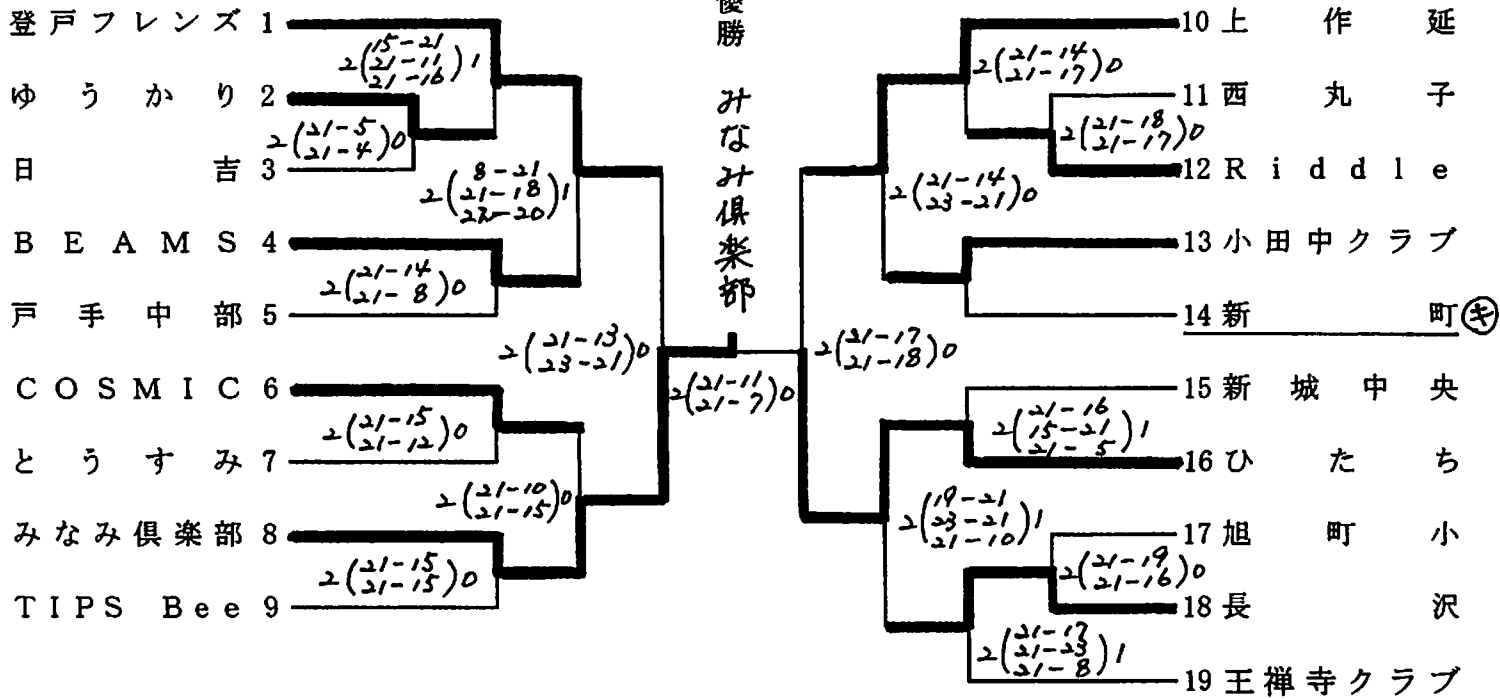 優勝 みなみ倶楽部
登戸フレンズ 1
2(15-21 21-11 21-16)1
ゆうかり 2
2(21-5 21-4)0
日吉 3
2(8-21 21-18 22-20)1
BEAMS 4
2(21-14 21-8)0
戸手中部 5
2(21-13 23-21)0
COSMIC 6
2(21-15 21-12)0
とうすみ 7
2(21-10 21-15)0
みなみ倶楽部 8
2(21-15 21-15)0
TIPS Bee 9
2(21-11 21-7)0
10 上作延
2(21-14 21-17)0
11 西丸子
2(21-18 21-17)0
12 Riddle
2(21-14 23-21)0
13 小田中クラブ
14 新町 キ
2(21-17 21-18)0
15 新城中央
2(21-16 15-21 21-5)1
16 ひたち
2(19-21 23-21 21-10)1
17 旭町小
2(21-19 21-16)0
18 長沢
2(21-17 21-23 21-8)1
19 王禅寺クラブ